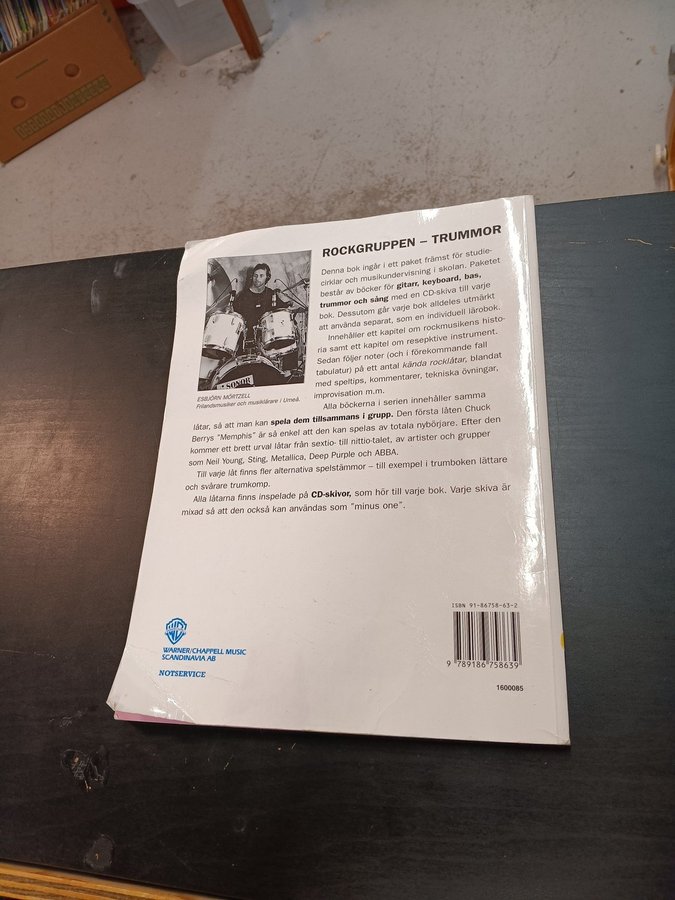 ROCKGRUPPEN – TRUMMOR
Denna bok ingår i ett paket främst för studie-
cirklar och musikundervisning i skolan. Paketet
består av böcker för gitarr, keyboard, bas,
trummor och sång med en CD-skiva till varje
bok. Dessutom går varje bok alldeles utmärkt
att använda separat, som en individuell lärobok.
Innehåller ett kapitel om rockmusikens histo-
ria samt ett kapitel om resepktive instrument.
Sedan följer noter (och i förekommande fall
tabulatur) på ett antal kända rocklåtar, blandat
med speltips, kommentarer, tekniska övningar,
improvisation m.m.
SONOR
ESBJÖRN MÖRTZELL
Frilandsmusiker och musiklärare i Umeå.
Alla böckerna i serien innehåller samma
låtar, så att man kan spela dem tillsammans i grupp. Den första låten Chuck
Berrys "Memphis" är så enkel att den kan spelas av totala nybörjare. Efter den
kommer ett brett urval låtar från sextio- till nittio-talet, av artister och grupper
som Neil Young, Sting, Metallica, Deep Purple och ABBA.
Till varje låt finns fler alternativa spelstämmor – till exempel i trumboken lättare
och svårare trumkomp.
Alla låtarna finns inspelade på CD-skivor, som hör till varje bok. Varje skiva är
mixad så att den också kan användas som "minus one".
WARNER/CHAPPELL MUSIC
SCANDINAVIA AB
NOTSERVICE
ISBN 91-86758-63-2
9 789186 758639
1600085